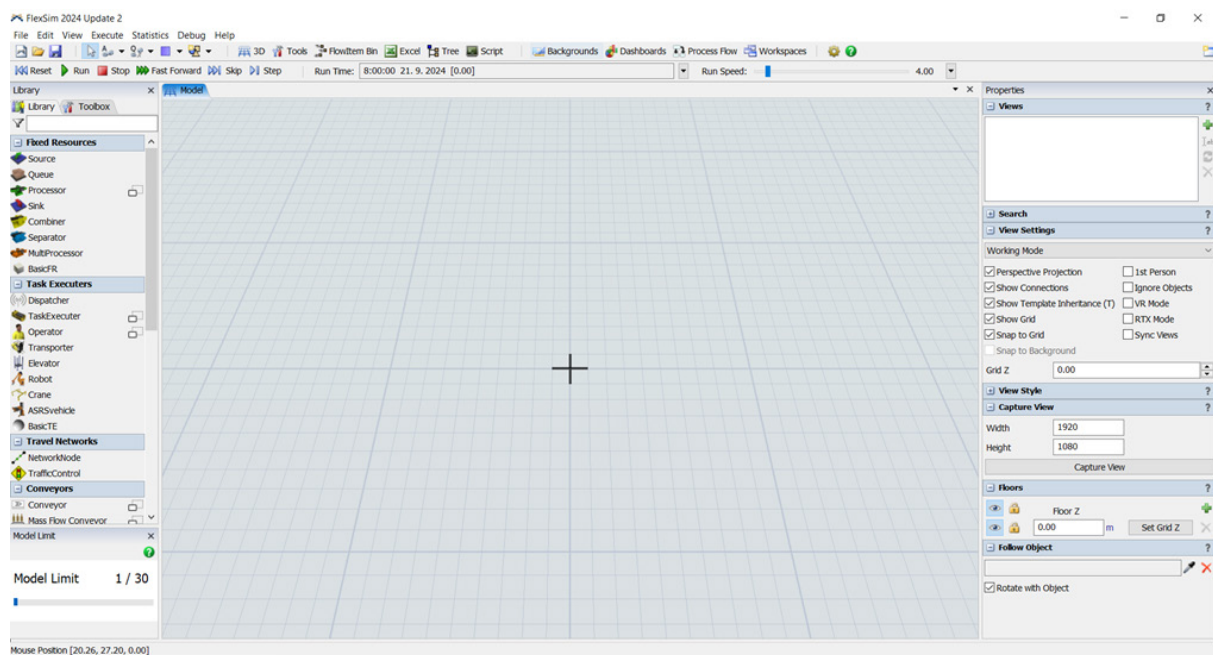 FlexSim 2024 Update 2
File Edit View Execute Statistics Debug Help
3D Tools FlowItem Bin Excel Tree Script Backgrounds Dashboards Process Flow Workspaces
Reset Run Stop Fast Forward Skip Step Run Time: 8:00:00 21. 9. 2024 [0.00] Run Speed: 4.00
Library
Library Toolbox
Fixed Resources
Source
Queue
Processor
Sink
Combiner
Separator
MultiProcessor
BasicFR
Task Executers
Dispatcher
TaskExecuter
Operator
Transporter
Elevator
Robot
Crane
ASRSvehicle
BasicTE
Travel Networks
NetworkNode
TrafficControl
Conveyors
Conveyor
Mass Flow Conveyor
Model Limit
Model Limit 1 / 30
Mouse Position [20.26, 27.20, 0.00]
Model
Properties
Views
Search
View Settings
Working Mode
Perspective Projection 1st Person
Show Connections Ignore Objects
Show Template Inheritance (T) VR Mode
Show Grid RTX Mode
Snap to Grid Sync Views
Snap to Background
Grid Z 0.00
View Style
Capture View
Width 1920
Height 1080
Capture View
Floors
Floor Z
0.00 m Set Grid Z
Follow Object
Rotate with Object